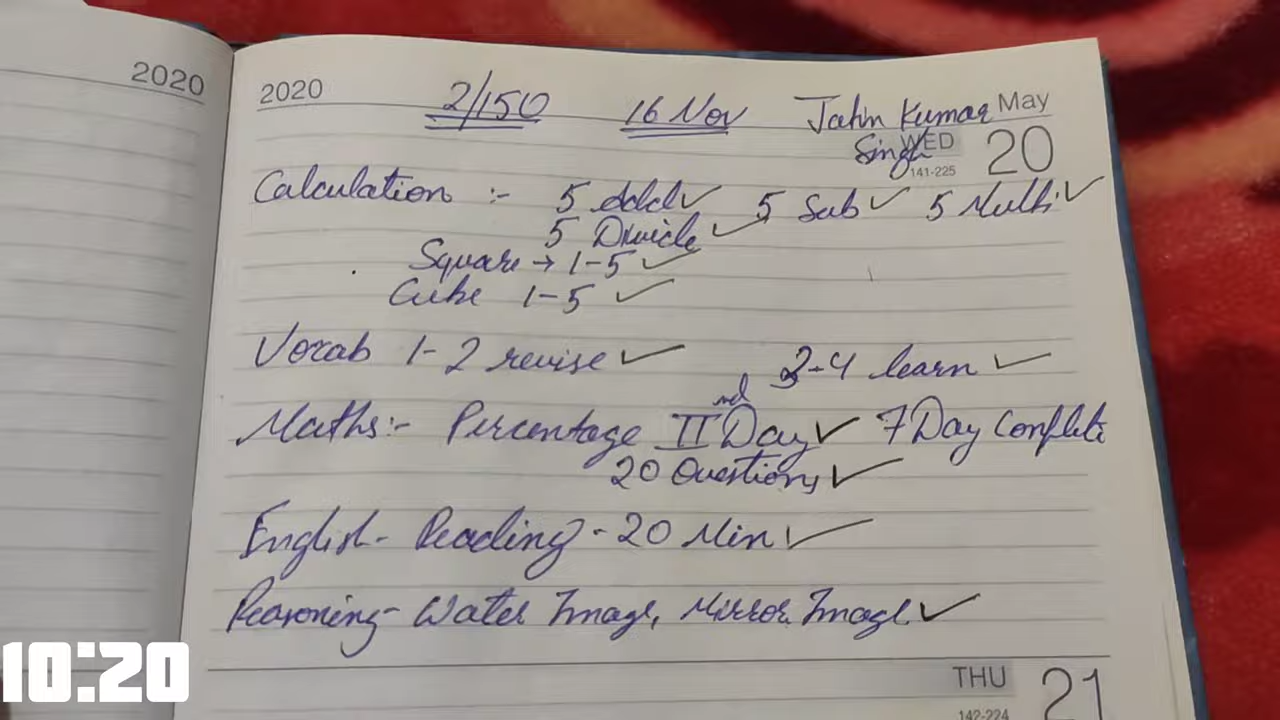 2020
2020 2/150 16 Nov Jatin Kumar May
Singh WED 20
141-225
Calculation :- 5 Add ✓ 5 Sub ✓ 5 Multi ✓
5 Divide ✓
Square → 1-5 ✓
Cube 1-5 ✓
Vocab 1-2 revise ✓ 3-4 learn ✓
Maths:- Percentage II nd Day ✓ 7 Day Complete
20 Questions ✓
English - Reading - 20 Min ✓
Reasoning - Water Image, Mirror Image ✓
10:20
THU 21
142-224